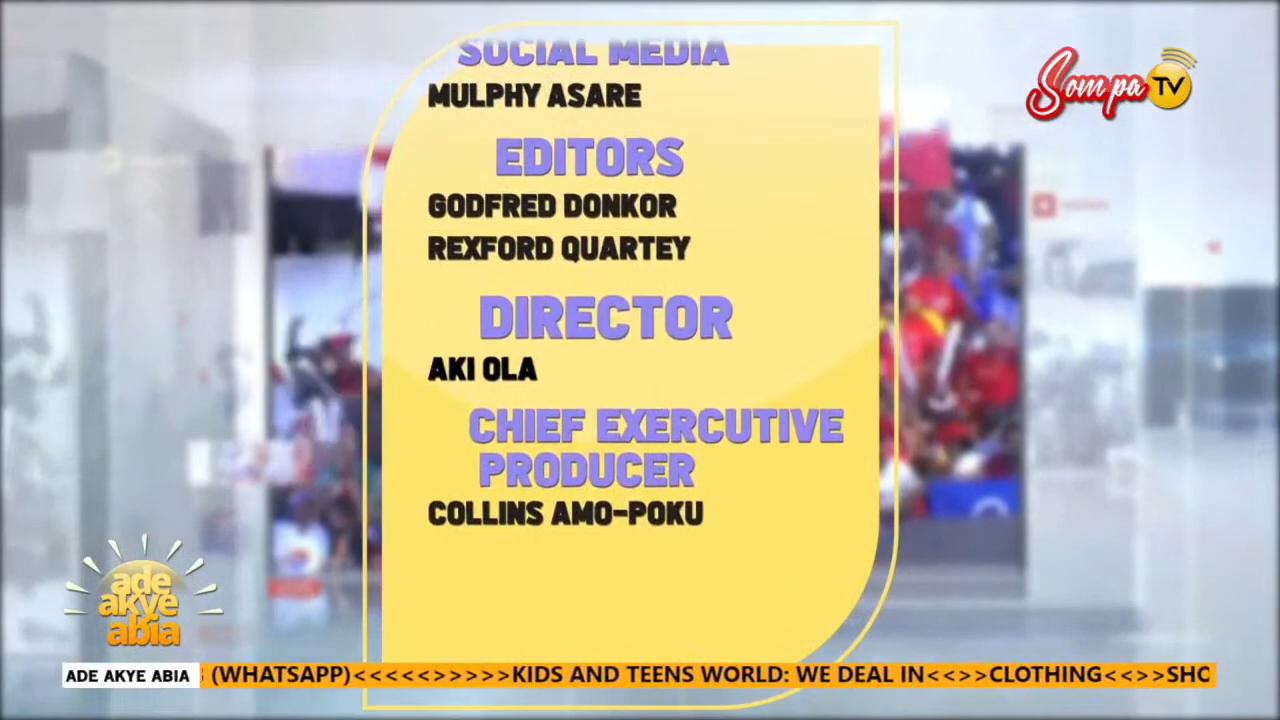 SOCIAL MEDIA
MULPHY ASARE
EDITORS
GODFRED DONKOR
REXFORD QUARTEY
DIRECTOR
AKI OLA
CHIEF EXERCUTIVE
PRODUCER
COLLINS AMO-POKU
Sompa TV
ade
akye
abia
ADE AKYE ABIA
(WHATSAPP)<<<<<>>>>>KIDS AND TEENS WORLD: WE DEAL IN<<>>CLOTHING<<>>SHO